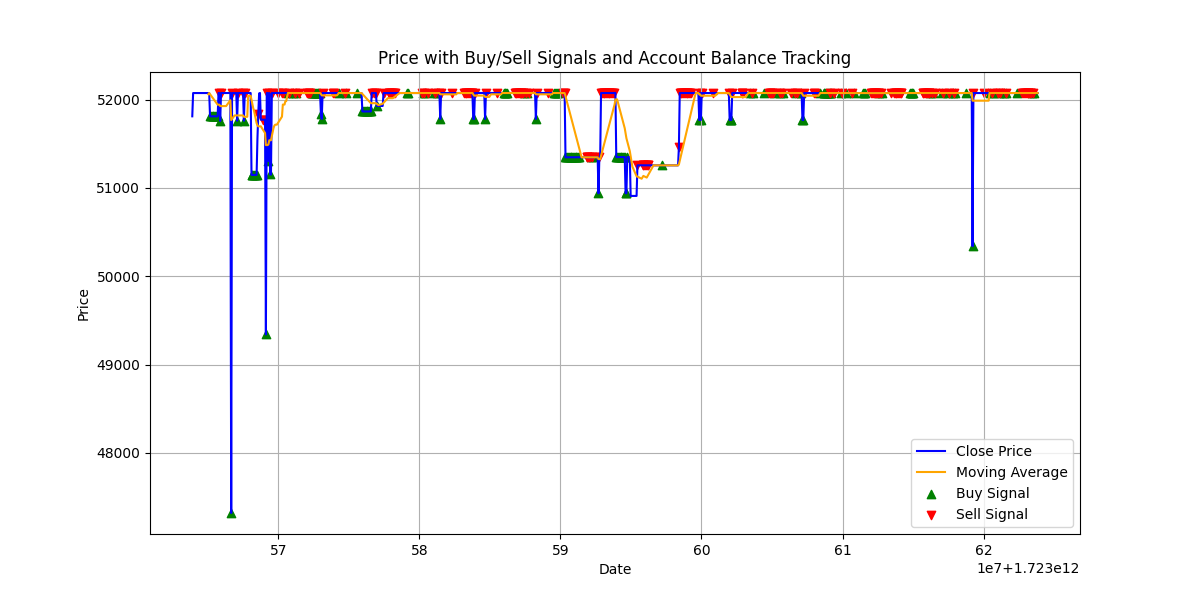 Price with Buy/Sell Signals and Account Balance Tracking
52000
51000
50000
49000
48000
Price
57 58 59 60 61 62
1e7+1.723e12
Date
Close Price
Moving Average
Buy Signal
Sell Signal